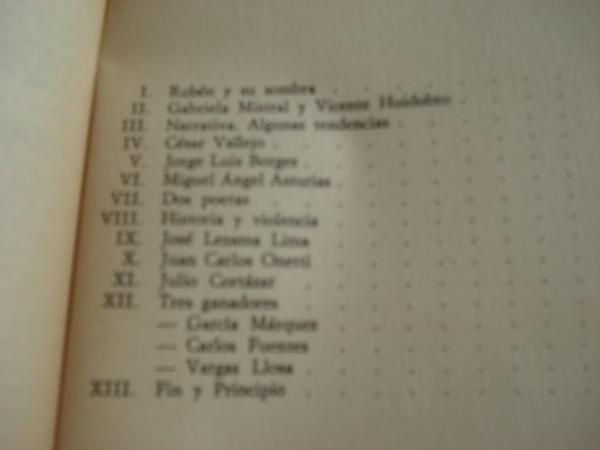 I. Rubén y su sombra
II. Gabriela Mistral y Vicente Huidobro
III. Narrativa. Algunas tendencias
IV. César Vallejo
V. Jorge Luis Borges
VI. Miguel Angel Asturias
VII. Dos poetas
VIII. Historia y violencia
IX. José Lezama Lima
X. Juan Carlos Onetti
XI. Julio Cortázar
XII. Tres ganadores
— García Márquez
— Carlos Fuentes
— Vargas Llosa
XIII. Fin y Principio